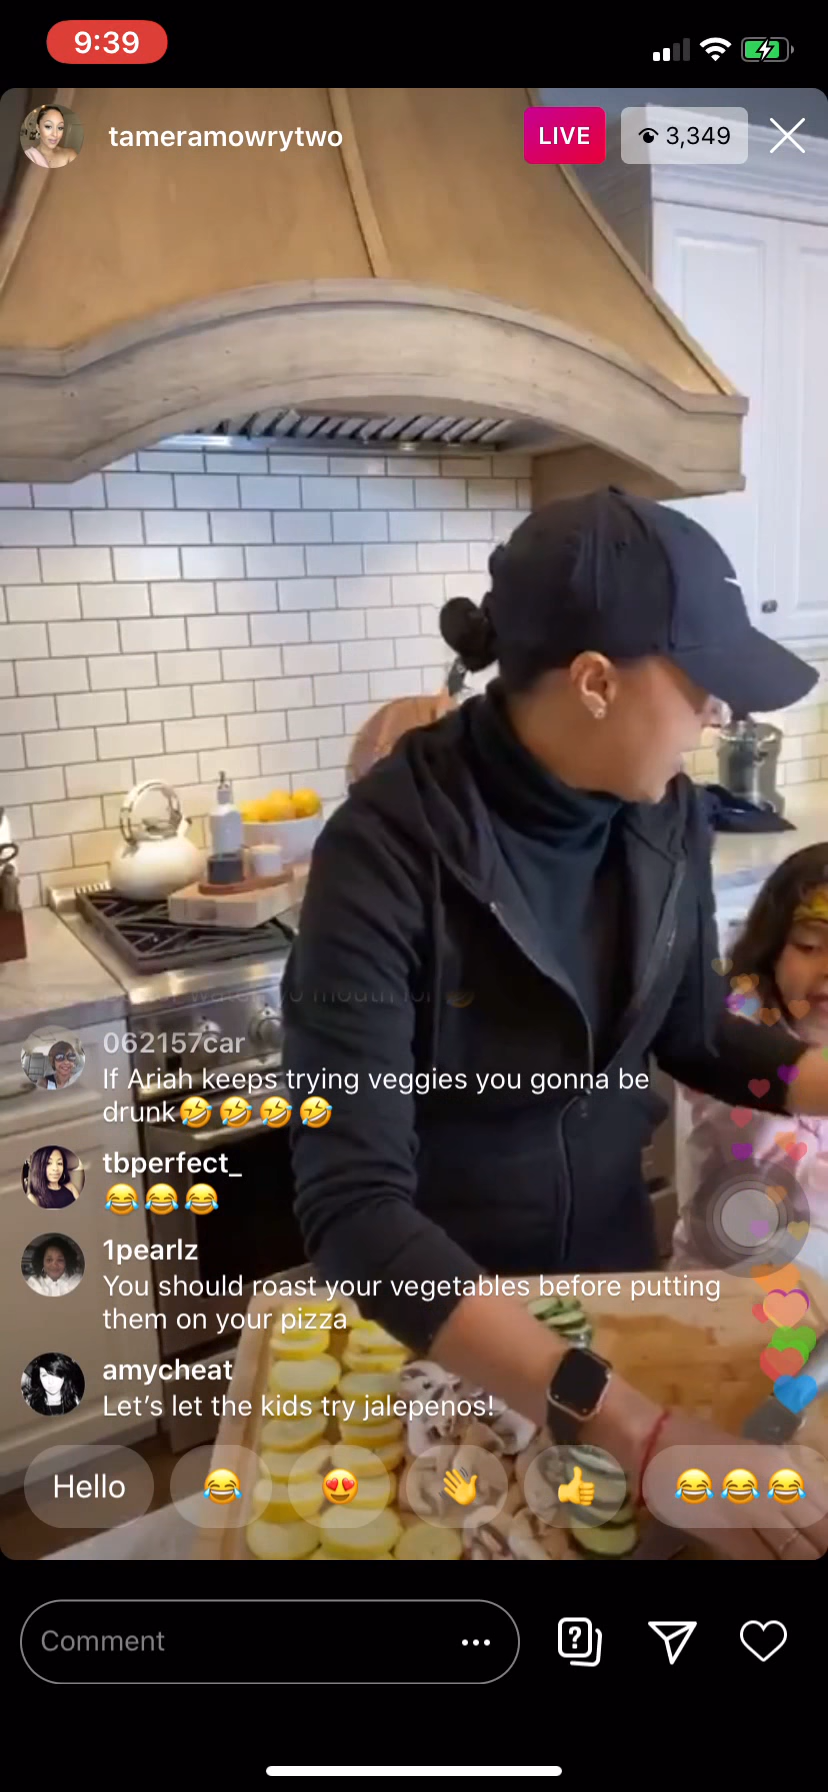 9:39
tameramowrytwo
LIVE
3,349
062157car
If Ariah keeps trying veggies you gonna be
drunk🤣🤣🤣🤣
tbperfect_
😂😂😂
1pearlz
You should roast your vegetables before putting
them on your pizza
amycheat
Let's let the kids try jalepenos!
Hello 😂 😍 👋 👍 😂😂😂
Comment